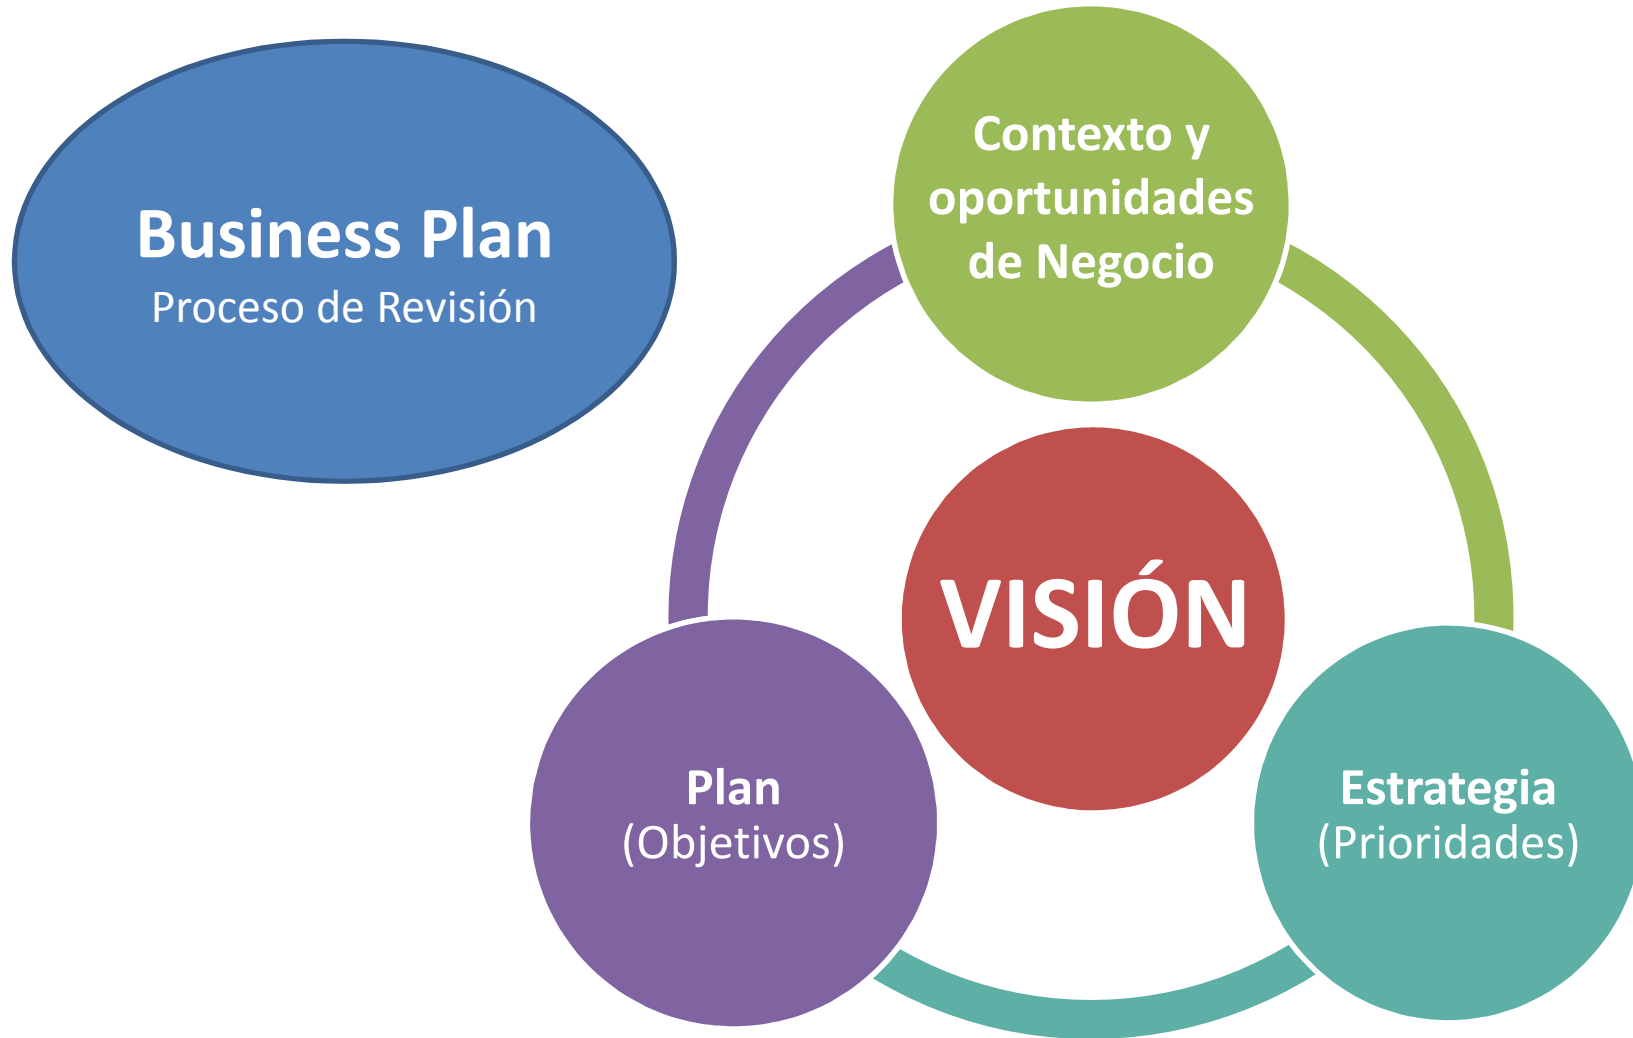 Business Plan
Proceso de Revisión
Contexto y
oportunidades
de Negocio
VISIÓN
Plan
(Objetivos)
Estrategia
(Prioridades)